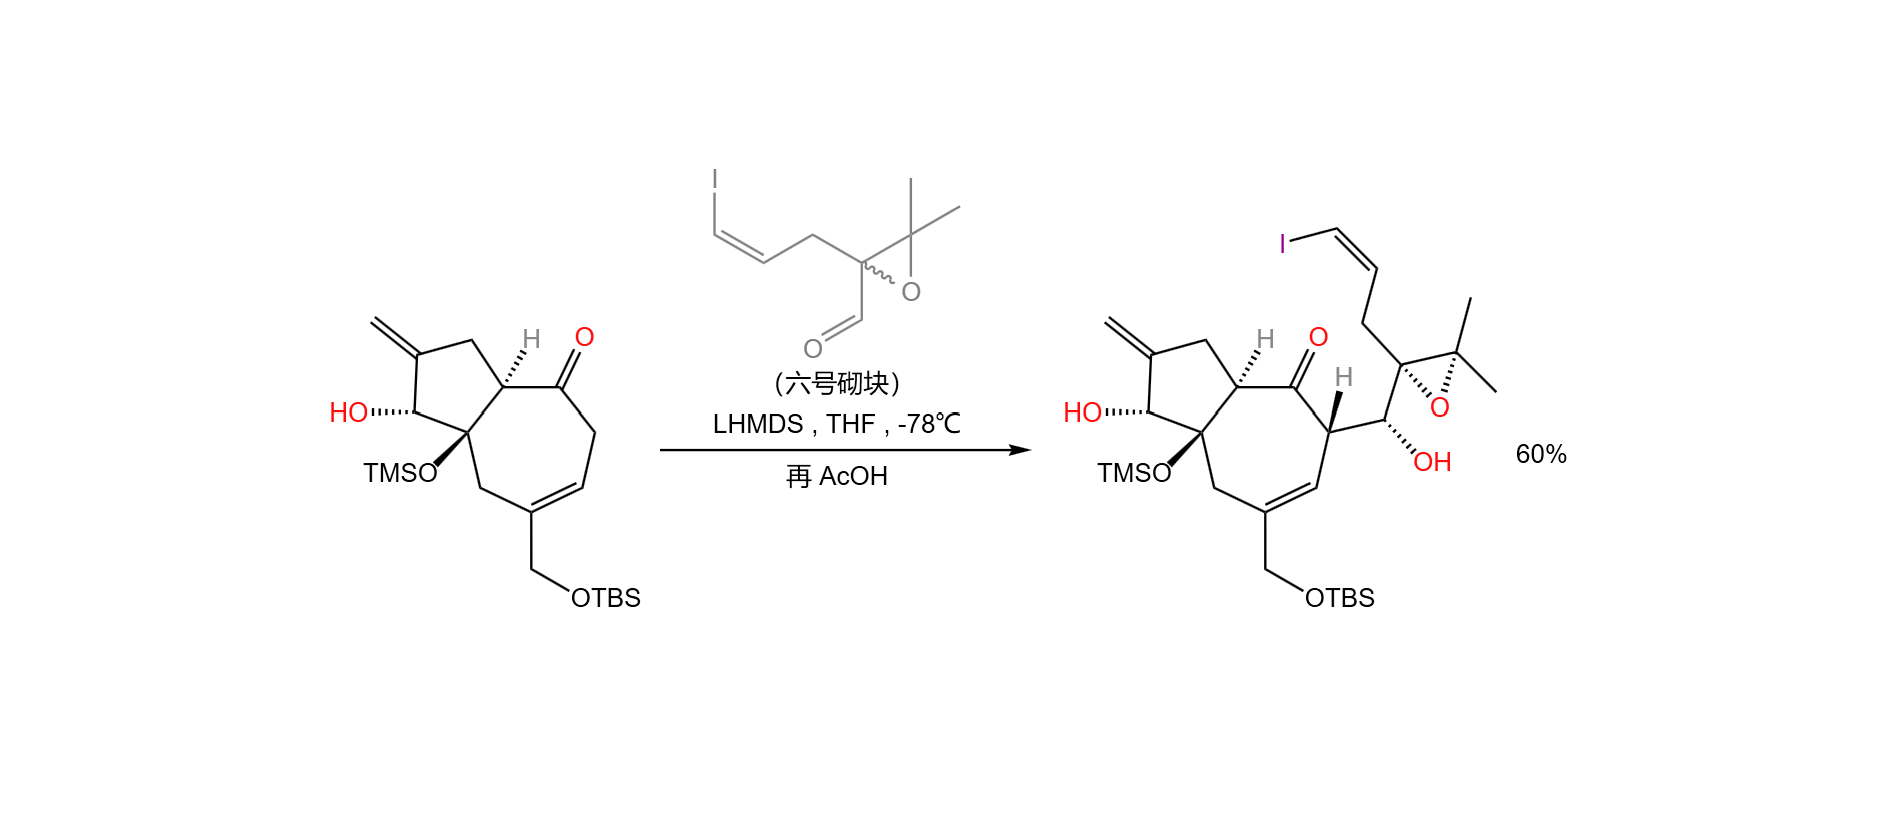 I
O
O
(六号砌块)
LHMDS , THF , -78℃
再 AcOH
H
O
HO
TMSO
OTBS
I
O
H
O
H
HO
OH
TMSO
OTBS
60%